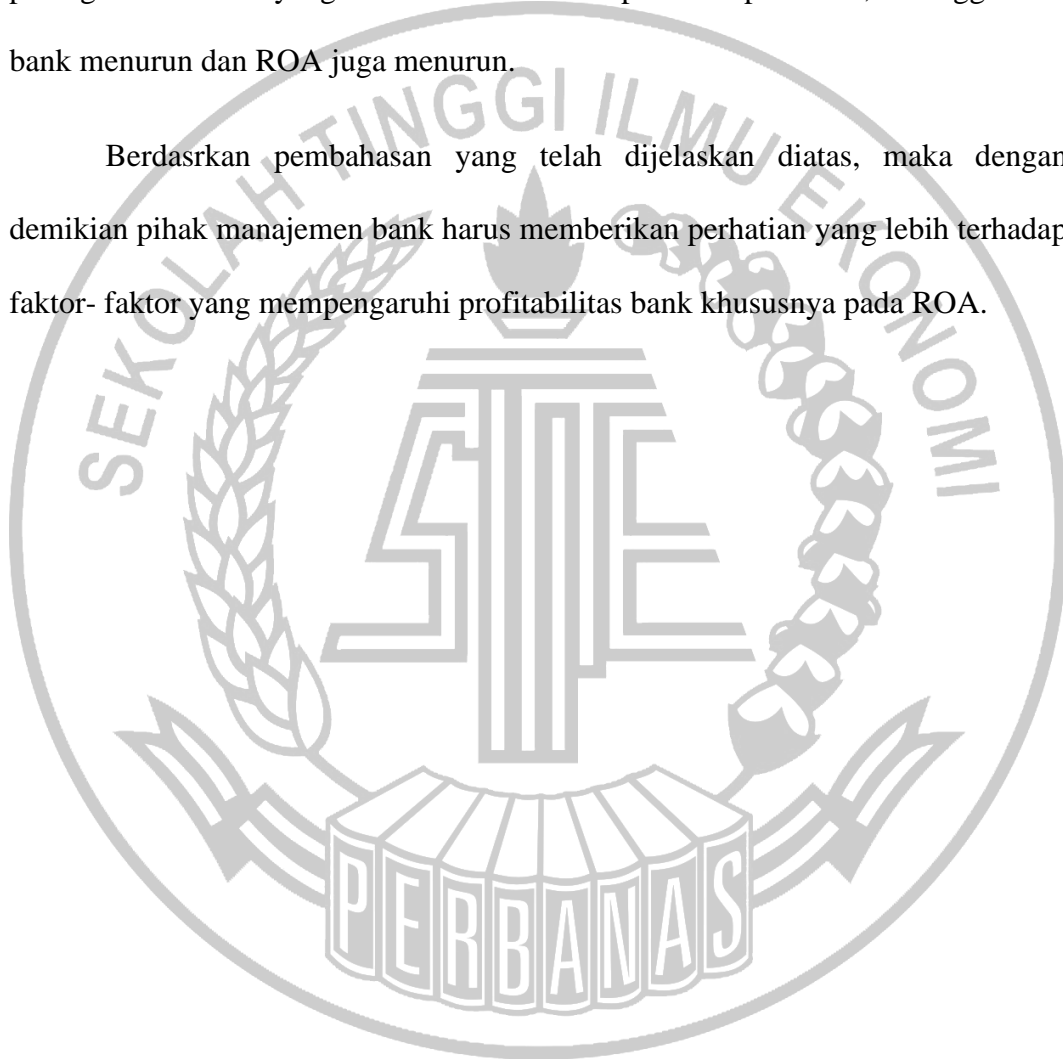 bank menurun dan ROA juga menurun.
Berdasrkan pembahasan yang telah dijelaskan diatas, maka dengan
demikian pihak manajemen bank harus memberikan perhatian yang lebih terhadap
faktor- faktor yang mempengaruhi profitabilitas bank khususnya pada ROA.
SEKOLAH TINGGI ILMU EKONOMI
STIE
PERBANAS